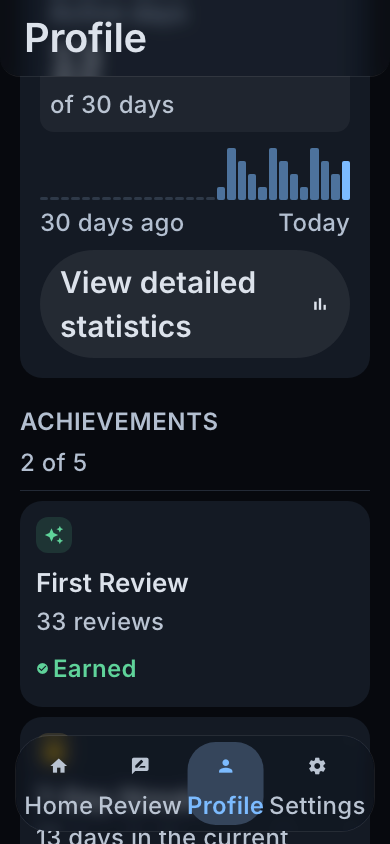 Profile
of 30 days
30 days ago Today
View detailed
statistics
ACHIEVEMENTS
2 of 5
First Review
33 reviews
Earned
Home Review Profile Settings
13 days in the current